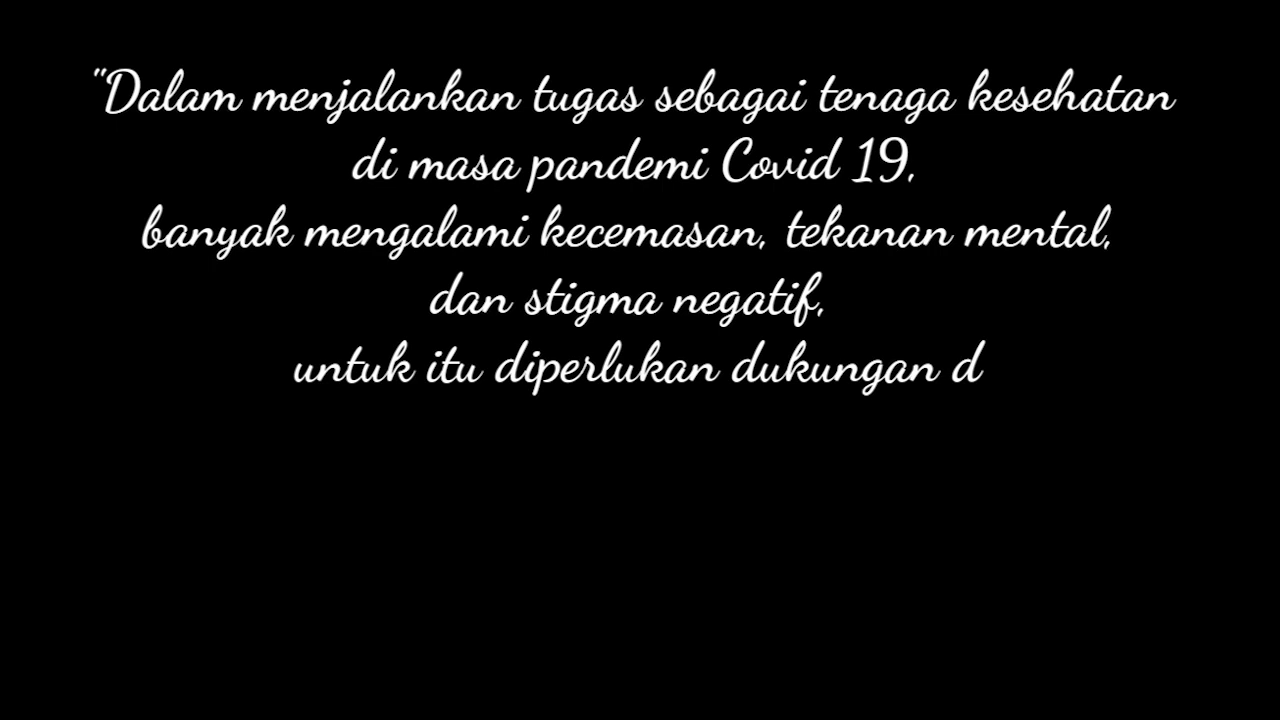 "Dalam menjalankan tugas sebagai tenaga kesehatan
di masa pandemi Covid 19,
banyak mengalami kecemasan, tekanan mental,
dan stigma negatif,
untuk itu diperlukan dukungan d